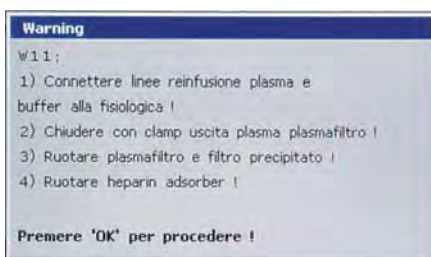 Warning
W11;
1) Connettere linee reinfusione plasma e
buffer alla fisiologica !
2) Chiudere con clamp uscita plasma plasmafiltro !
3) Ruotare plasmafiltro e filtro precipitato !
4) Ruotare heparin adsorber !
Premere 'OK' per procedere !